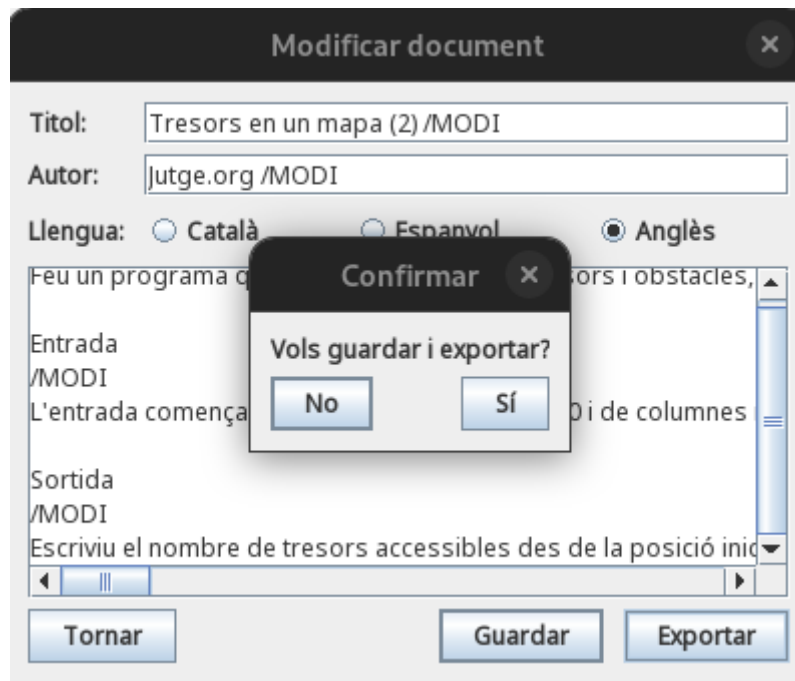 Modificar document
Titol: Tresors en un mapa (2) /MODI
Autor: Jutge.org /MODI
Llengua: Català Espanyol Anglès
Feu un programa q sors i obstacles,
Confirmar
Vols guardar i exportar?
No Sí
Entrada
/MODI
L'entrada comença 0 i de columnes
Sortida
/MODI
Escriviu el nombre de tresors accessibles des de la posició inic
Tornar Guardar Exportar